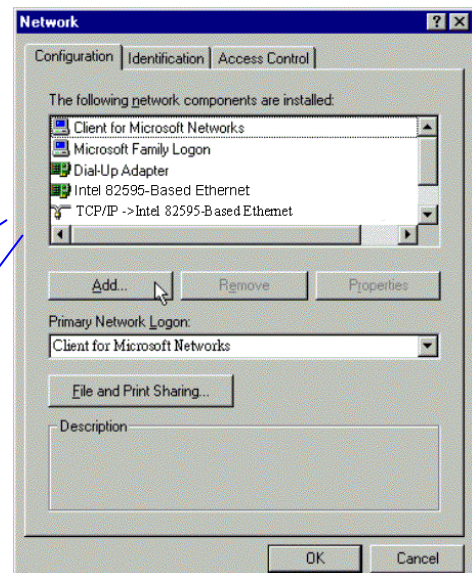 Network
Configuration Identification Access Control
The following network components are installed:
Client for Microsoft Networks
Microsoft Family Logon
Dial-Up Adapter
Intel 82595-Based Ethernet
TCP/IP ->Intel 82595-Based Ethernet
Add... Remove Properties
Primary Network Logon:
Client for Microsoft Networks
File and Print Sharing...
Description
OK Cancel